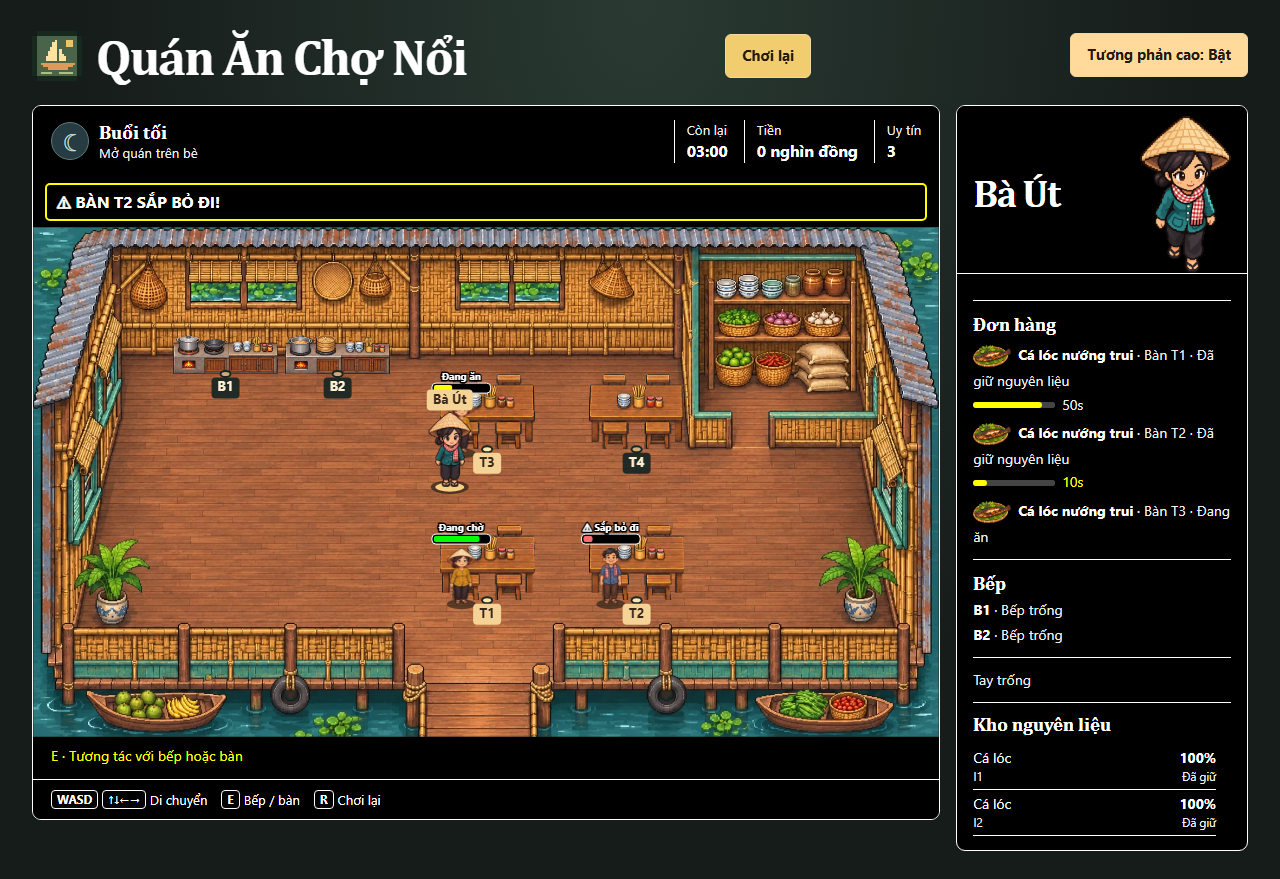 Quán Ăn Chợ Nổi
Chơi lại
Tương phản cao: Bật
Buổi tối
Mở quán trên bè
Còn lại
03:00
Tiền
0 nghìn đồng
Uy tín
3
⚠ BÀN T2 SẮP BỎ ĐI!
B1
B2
Đang ăn
Bà Út
T3
T4
Đang chờ
⚠ Sắp bỏ đi
T1
T2
E · Tương tác với bếp hoặc bàn
WASD ↑↓←→ Di chuyển E Bếp / bàn R Chơi lại
Bà Út
Đơn hàng
Cá lóc nướng trui · Bàn T1 · Đã
giữ nguyên liệu
50s
Cá lóc nướng trui · Bàn T2 · Đã
giữ nguyên liệu
10s
Cá lóc nướng trui · Bàn T3 · Đang
ăn
Bếp
B1 · Bếp trống
B2 · Bếp trống
Tay trống
Kho nguyên liệu
Cá lóc 100%
I1 Đã giữ
Cá lóc 100%
I2 Đã giữ